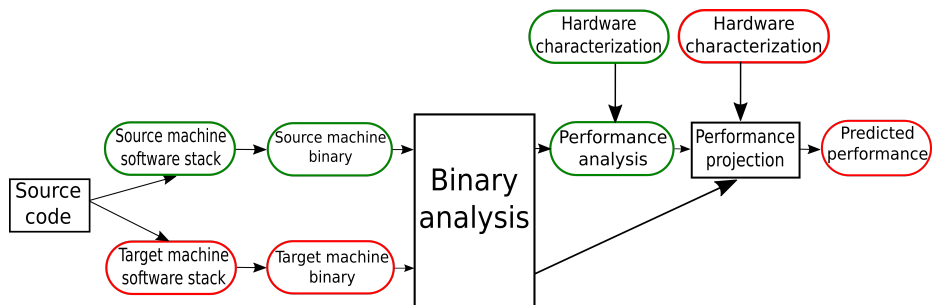 Hardware
characterization
Hardware
characterization
Source machine
software stack
Source machine
binary
Performance
analysis
Performance
projection
Predicted
performance
Source
code
Binary
analysis
Target machine
software stack
Target machine
binary